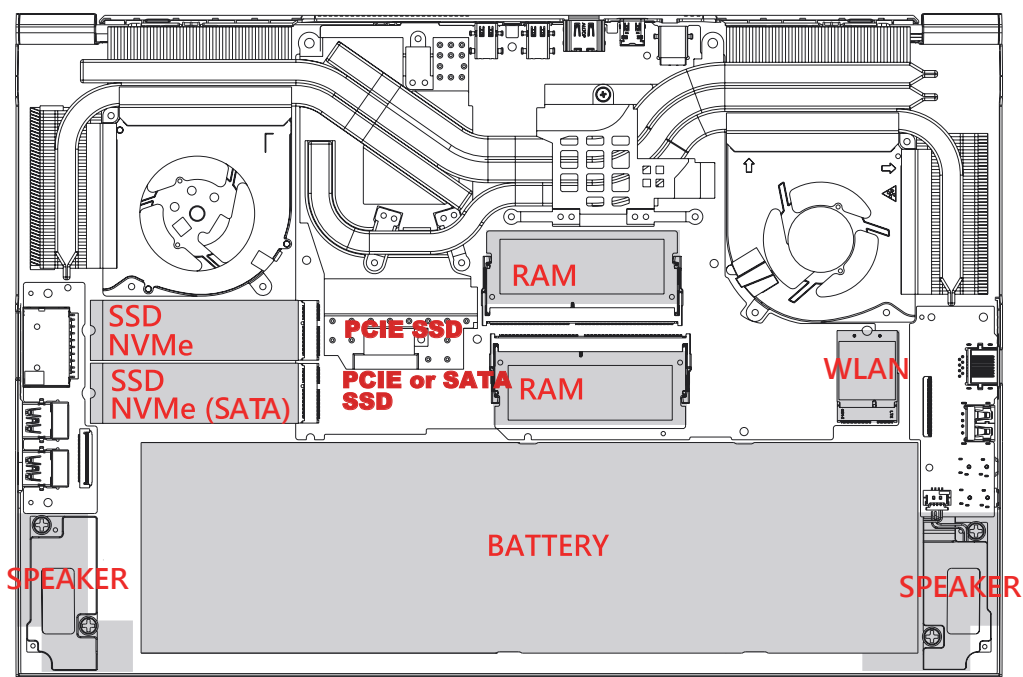 RAM
SSD
NVMe
PCIE SSD
SSD
NVMe (SATA)
PCIE or SATA
SSD
RAM
WLAN
BATTERY
SPEAKER
SPEAKER